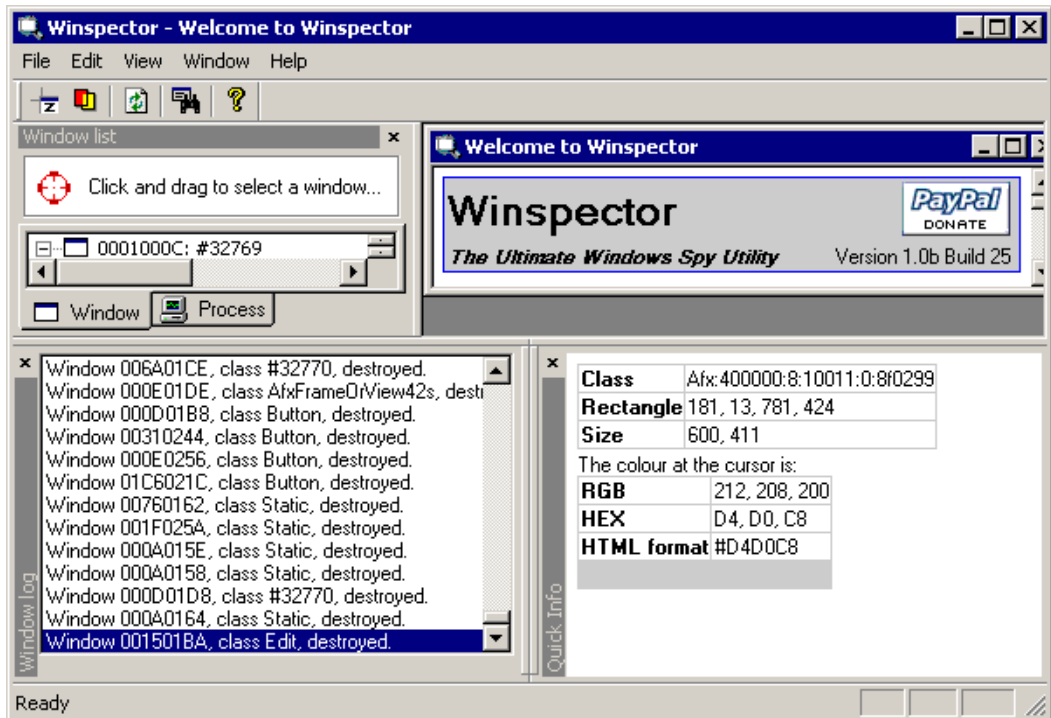 Winspector - Welcome to Winspector
File Edit View Window Help
Window list
Click and drag to select a window...
0001000C: #32769
Window Process
Welcome to Winspector
Winspector
PayPal
DONATE
The Ultimate Windows Spy Utility Version 1.0b Build 25
Window log
Window 006A01CE, class #32770, destroyed.
Window 000E01DE, class AfxFrameOrView42s, destr
Window 000D01B8, class Button, destroyed.
Window 00310244, class Button, destroyed.
Window 000E0256, class Button, destroyed.
Window 01C6021C, class Button, destroyed.
Window 00760162, class Static, destroyed.
Window 001F025A, class Static, destroyed.
Window 000A015E, class Static, destroyed.
Window 000A0158, class Static, destroyed.
Window 000D01D8, class #32770, destroyed.
Window 000A0164, class Static, destroyed.
Window 001501BA, class Edit, destroyed.
Quick Info
Class Afx:400000:8:10011:0:8f0299
Rectangle 181, 13, 781, 424
Size 600, 411
The colour at the cursor is:
RGB 212, 208, 200
HEX D4, D0, C8
HTML format #D4D0C8
Ready